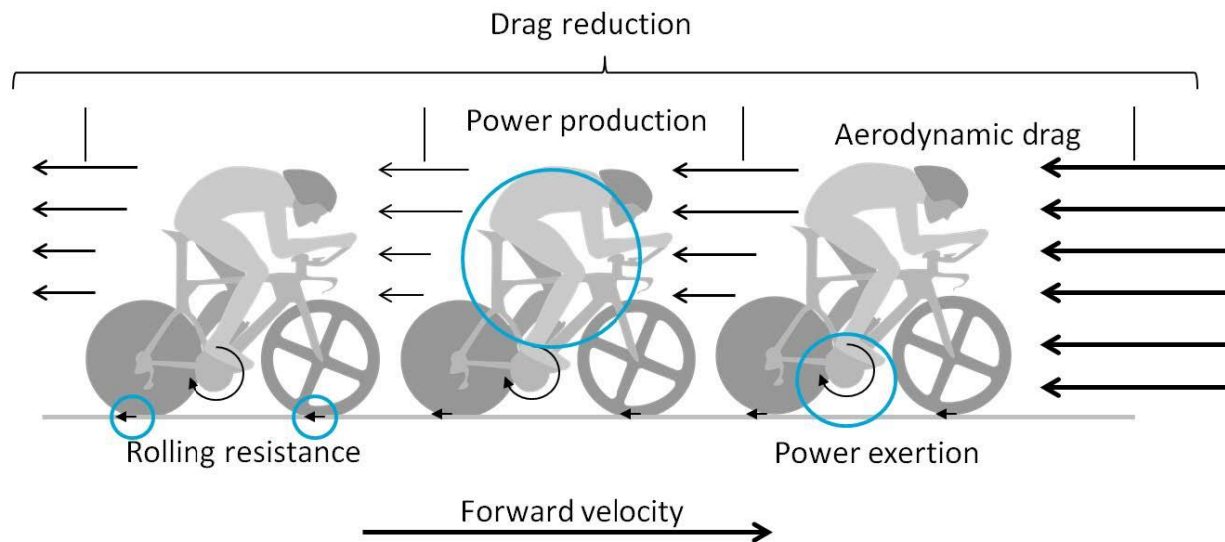 Drag reduction
Power production
Aerodynamic drag
Rolling resistance
Power exertion
Forward velocity